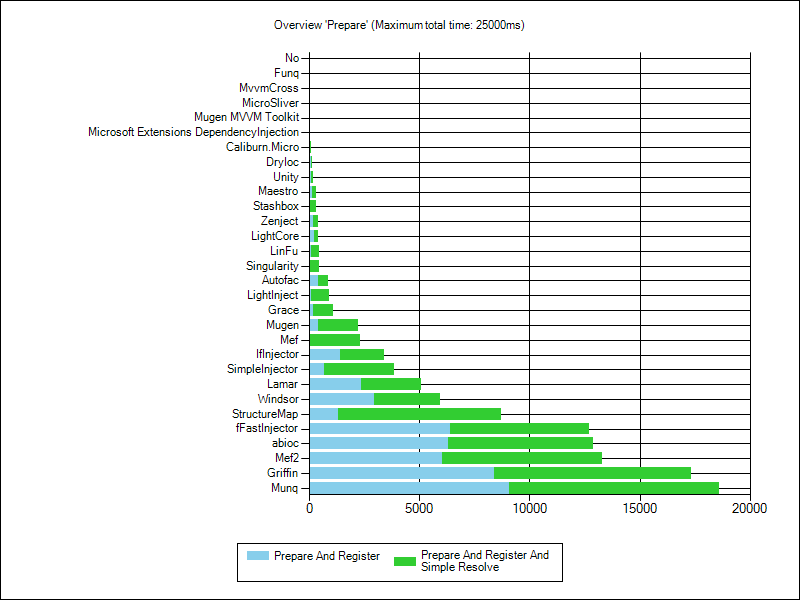 Overview 'Prepare' (Maximum total time: 25000ms)
No
Funq
MvvmCross
MicroSliver
Mugen MVVM Toolkit
Microsoft Extensions DependencyInjection
Caliburn.Micro
DryIoc
Unity
Maestro
Stashbox
Zenject
LightCore
LinFu
Singularity
Autofac
LightInject
Grace
Mugen
Mef
IfInjector
SimpleInjector
Lamar
Windsor
StructureMap
fFastInjector
abioc
Mef2
Griffin
Munq
0 5000 10000 15000 20000
Prepare And Register
Prepare And Register And
Simple Resolve